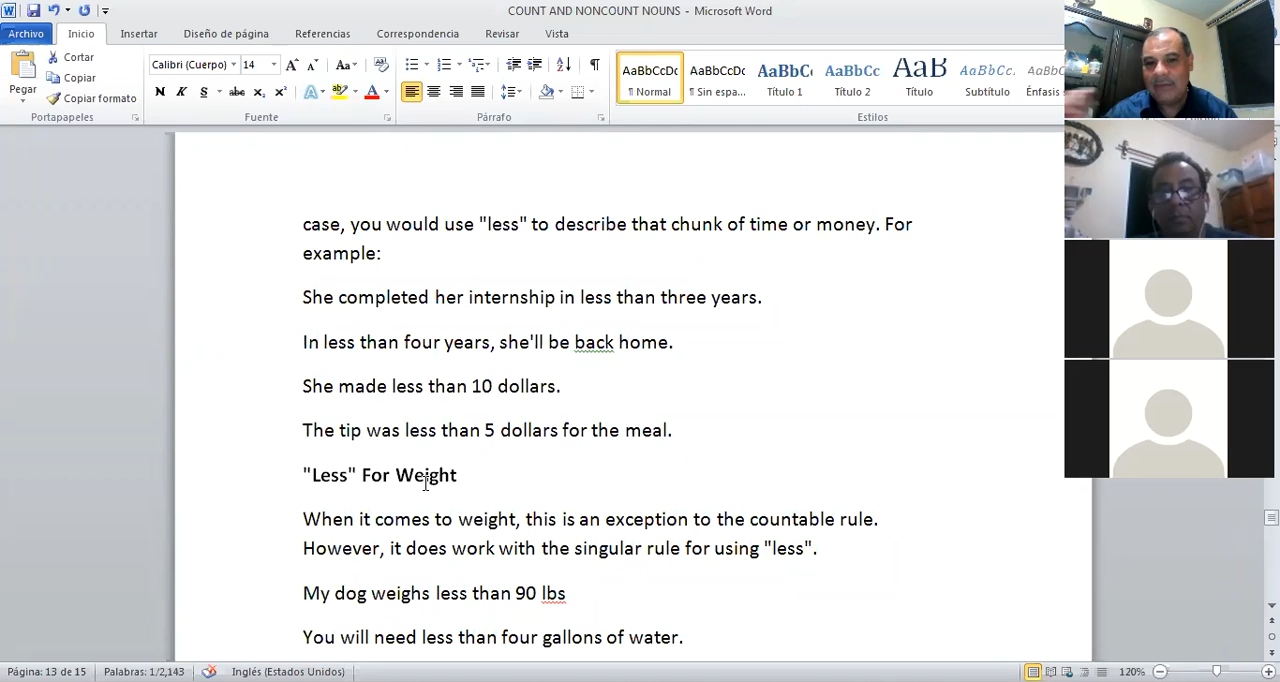 COUNT AND NONCOUNT NOUNS - Microsoft Word
Archivo Inicio Insertar Diseño de página Referencias Correspondencia Revisar Vista
Cortar
Copiar
Copiar formato
Pegar
Portapapeles
Calibri (Cuerpo) 14
Fuente
Párrafo
AaBbCcDc AaBbCcDc AaBbC AaBbCc AaB AaBbCc AaBbCc
¶ Normal ¶ Sin espa... Título 1 Título 2 Título Subtítulo Énfasis
Estilos
case, you would use "less" to describe that chunk of time or money. For
example:
She completed her internship in less than three years.
In less than four years, she'll be back home.
She made less than 10 dollars.
The tip was less than 5 dollars for the meal.
"Less" For Weight
When it comes to weight, this is an exception to the countable rule.
However, it does work with the singular rule for using "less".
My dog weighs less than 90 lbs
You will need less than four gallons of water.
Página: 13 de 15 Palabras: 1/2,143 Inglés (Estados Unidos) 120%